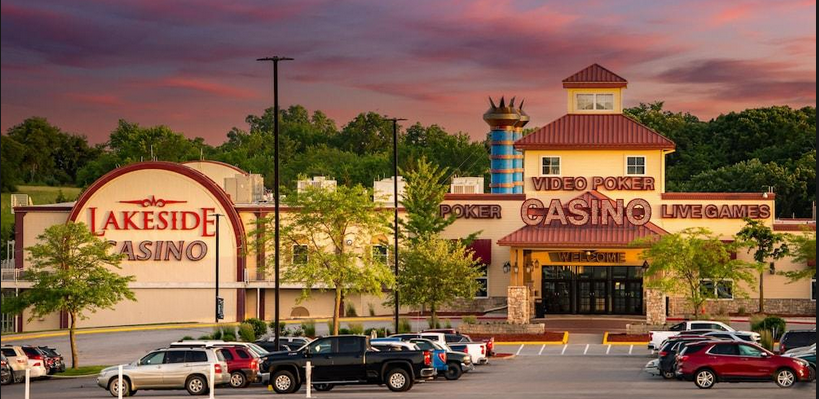 LAKESIDE
CASINO
VIDEO POKER
POKER
CASINO
LIVE GAMES
WELCOME